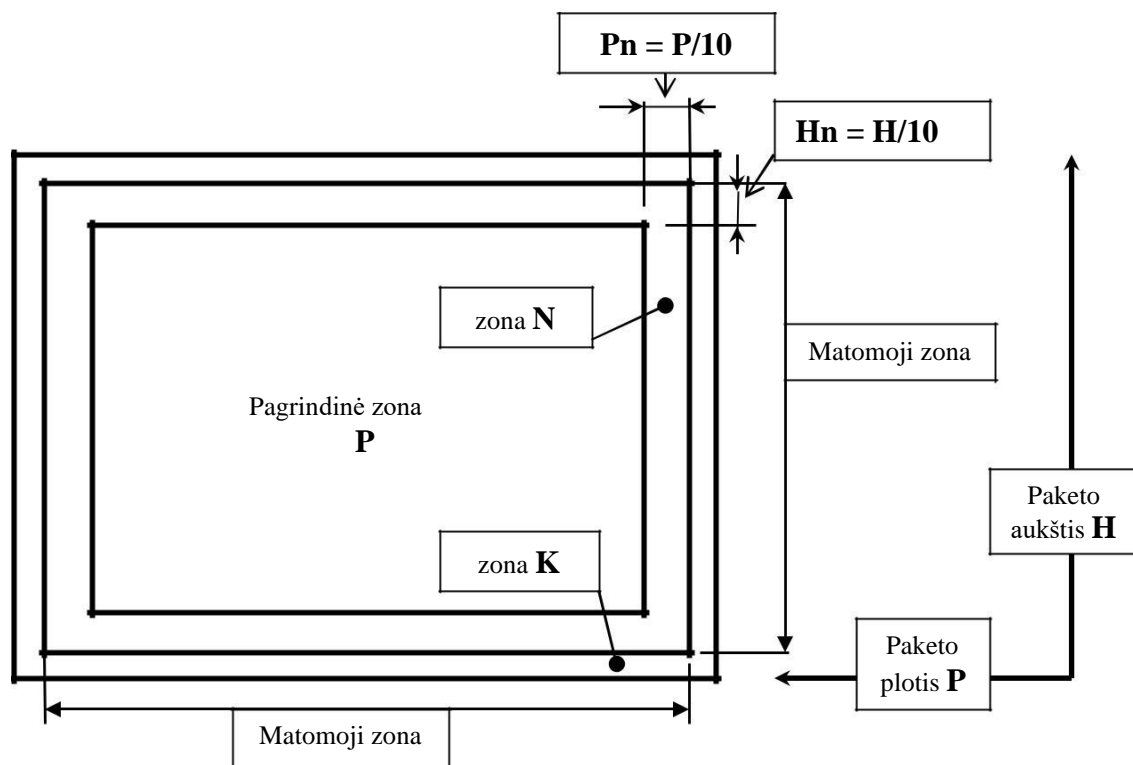 Pn = P/10
Hn = H/10
zona N
Matomoji zona
Pagrindinė zona
P
Paketo
aukštis H
zona K
Paketo
plotis P
Matomoji zona